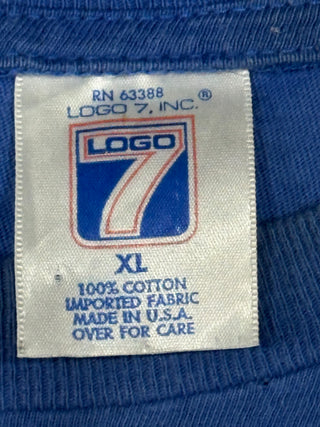 RN 63388
LOGO 7, INC. ®
LOGO
7
XL
100% COTTON
IMPORTED FABRIC
MADE IN U.S.A.
OVER FOR CARE